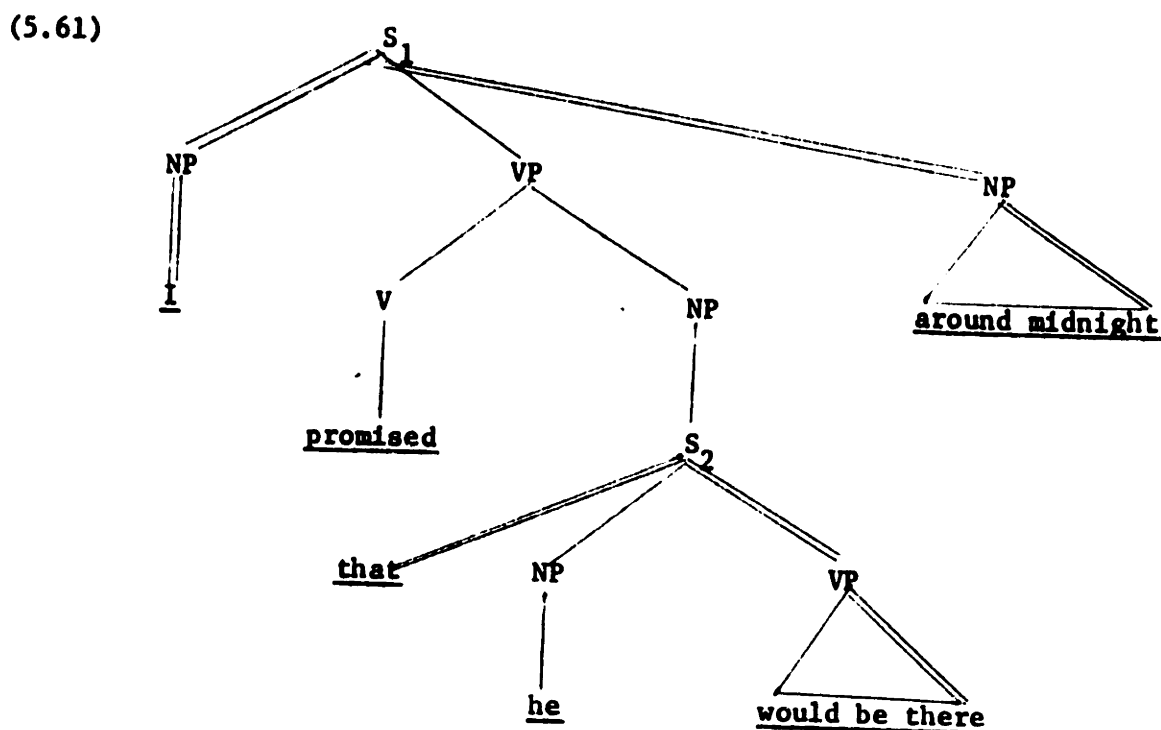 (5.61)
S1
NP VP NP
I V NP around midnight
promised
S2
that NP VP
he would be there